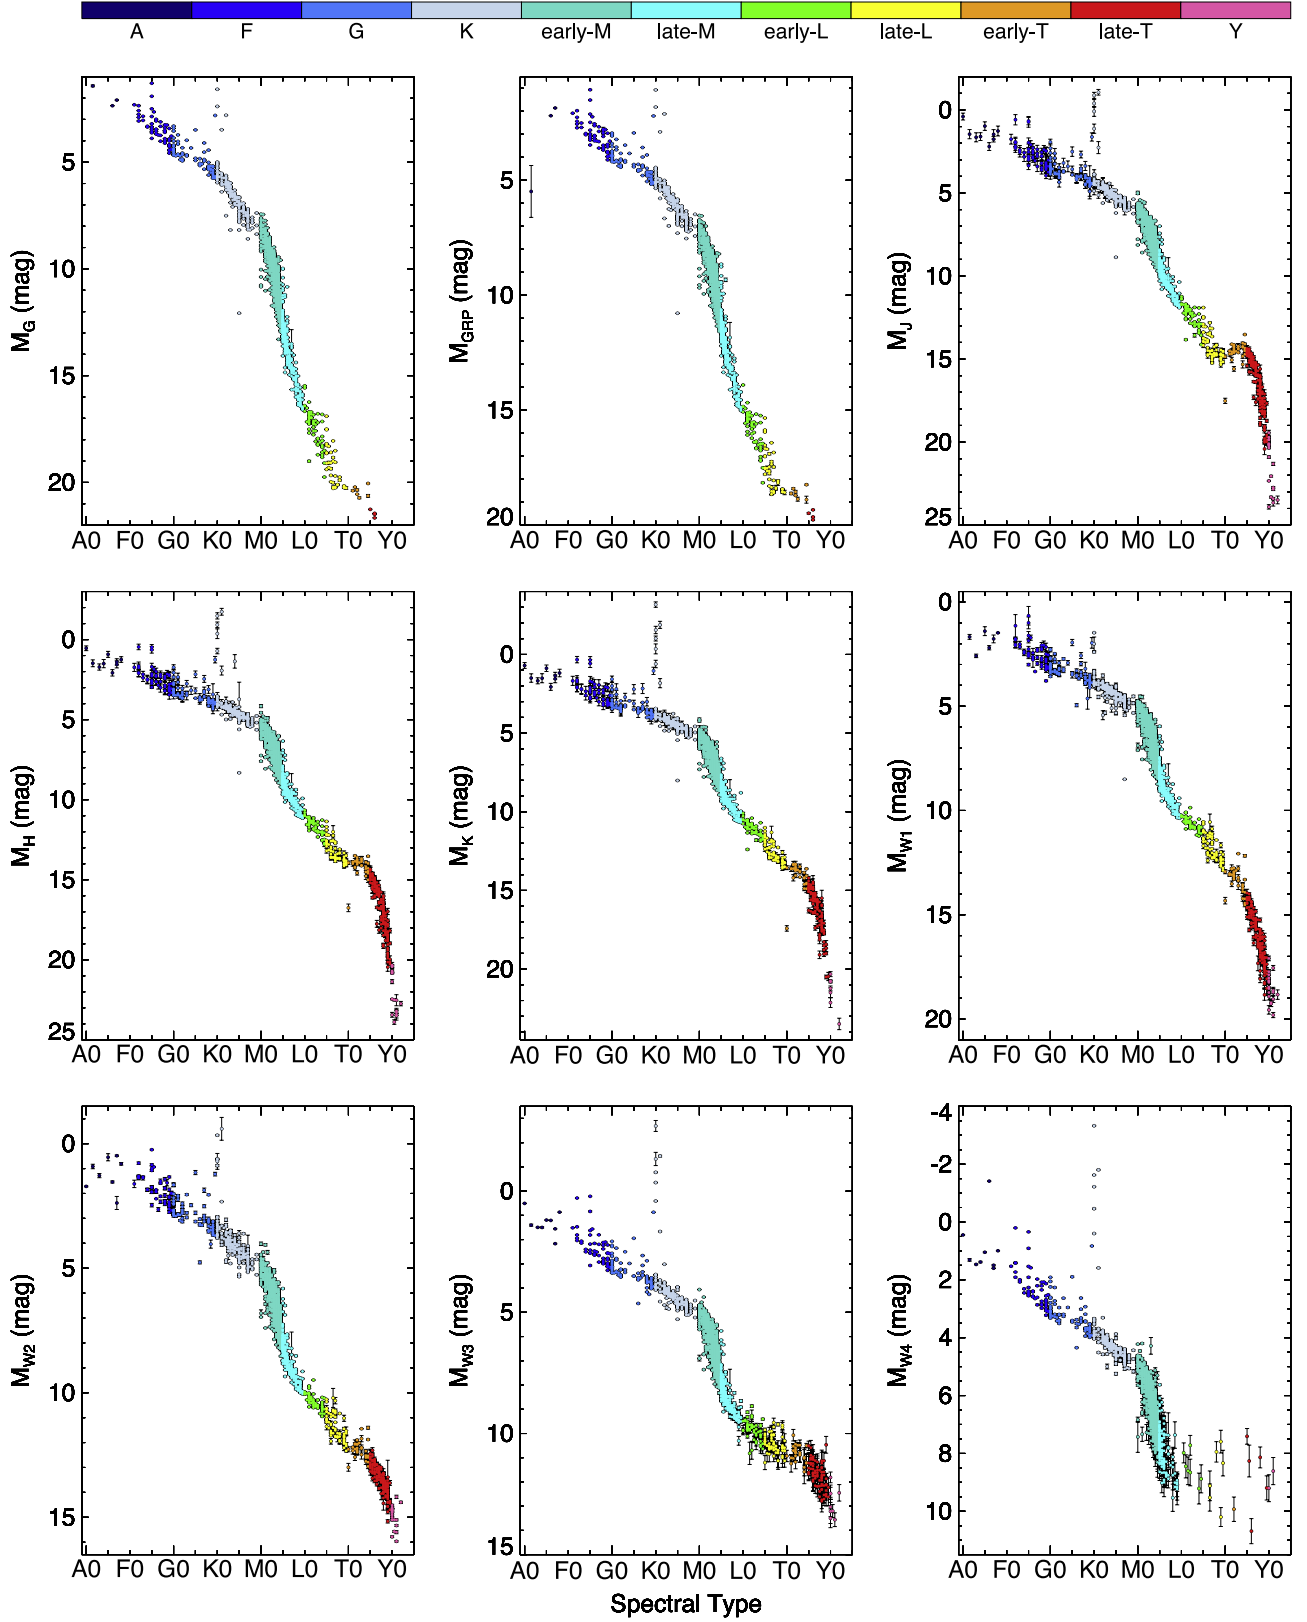 A F G K early-M late-M early-L late-L early-T late-T Y
M_G (mag)
5
10
15
20
A0 F0 G0 K0 M0 L0 T0 Y0
M_GRP (mag)
5
10
15
20
A0 F0 G0 K0 M0 L0 T0 Y0
M_J (mag)
0
5
10
15
20
25
A0 F0 G0 K0 M0 L0 T0 Y0
M_H (mag)
0
5
10
15
20
25
A0 F0 G0 K0 M0 L0 T0 Y0
M_K (mag)
0
5
10
15
20
A0 F0 G0 K0 M0 L0 T0 Y0
M_W1 (mag)
0
5
10
15
20
A0 F0 G0 K0 M0 L0 T0 Y0
M_W2 (mag)
0
5
10
15
A0 F0 G0 K0 M0 L0 T0 Y0
M_W3 (mag)
0
5
10
15
A0 F0 G0 K0 M0 L0 T0 Y0
M_W4 (mag)
-4
-2
0
2
4
6
8
10
A0 F0 G0 K0 M0 L0 T0 Y0
Spectral Type